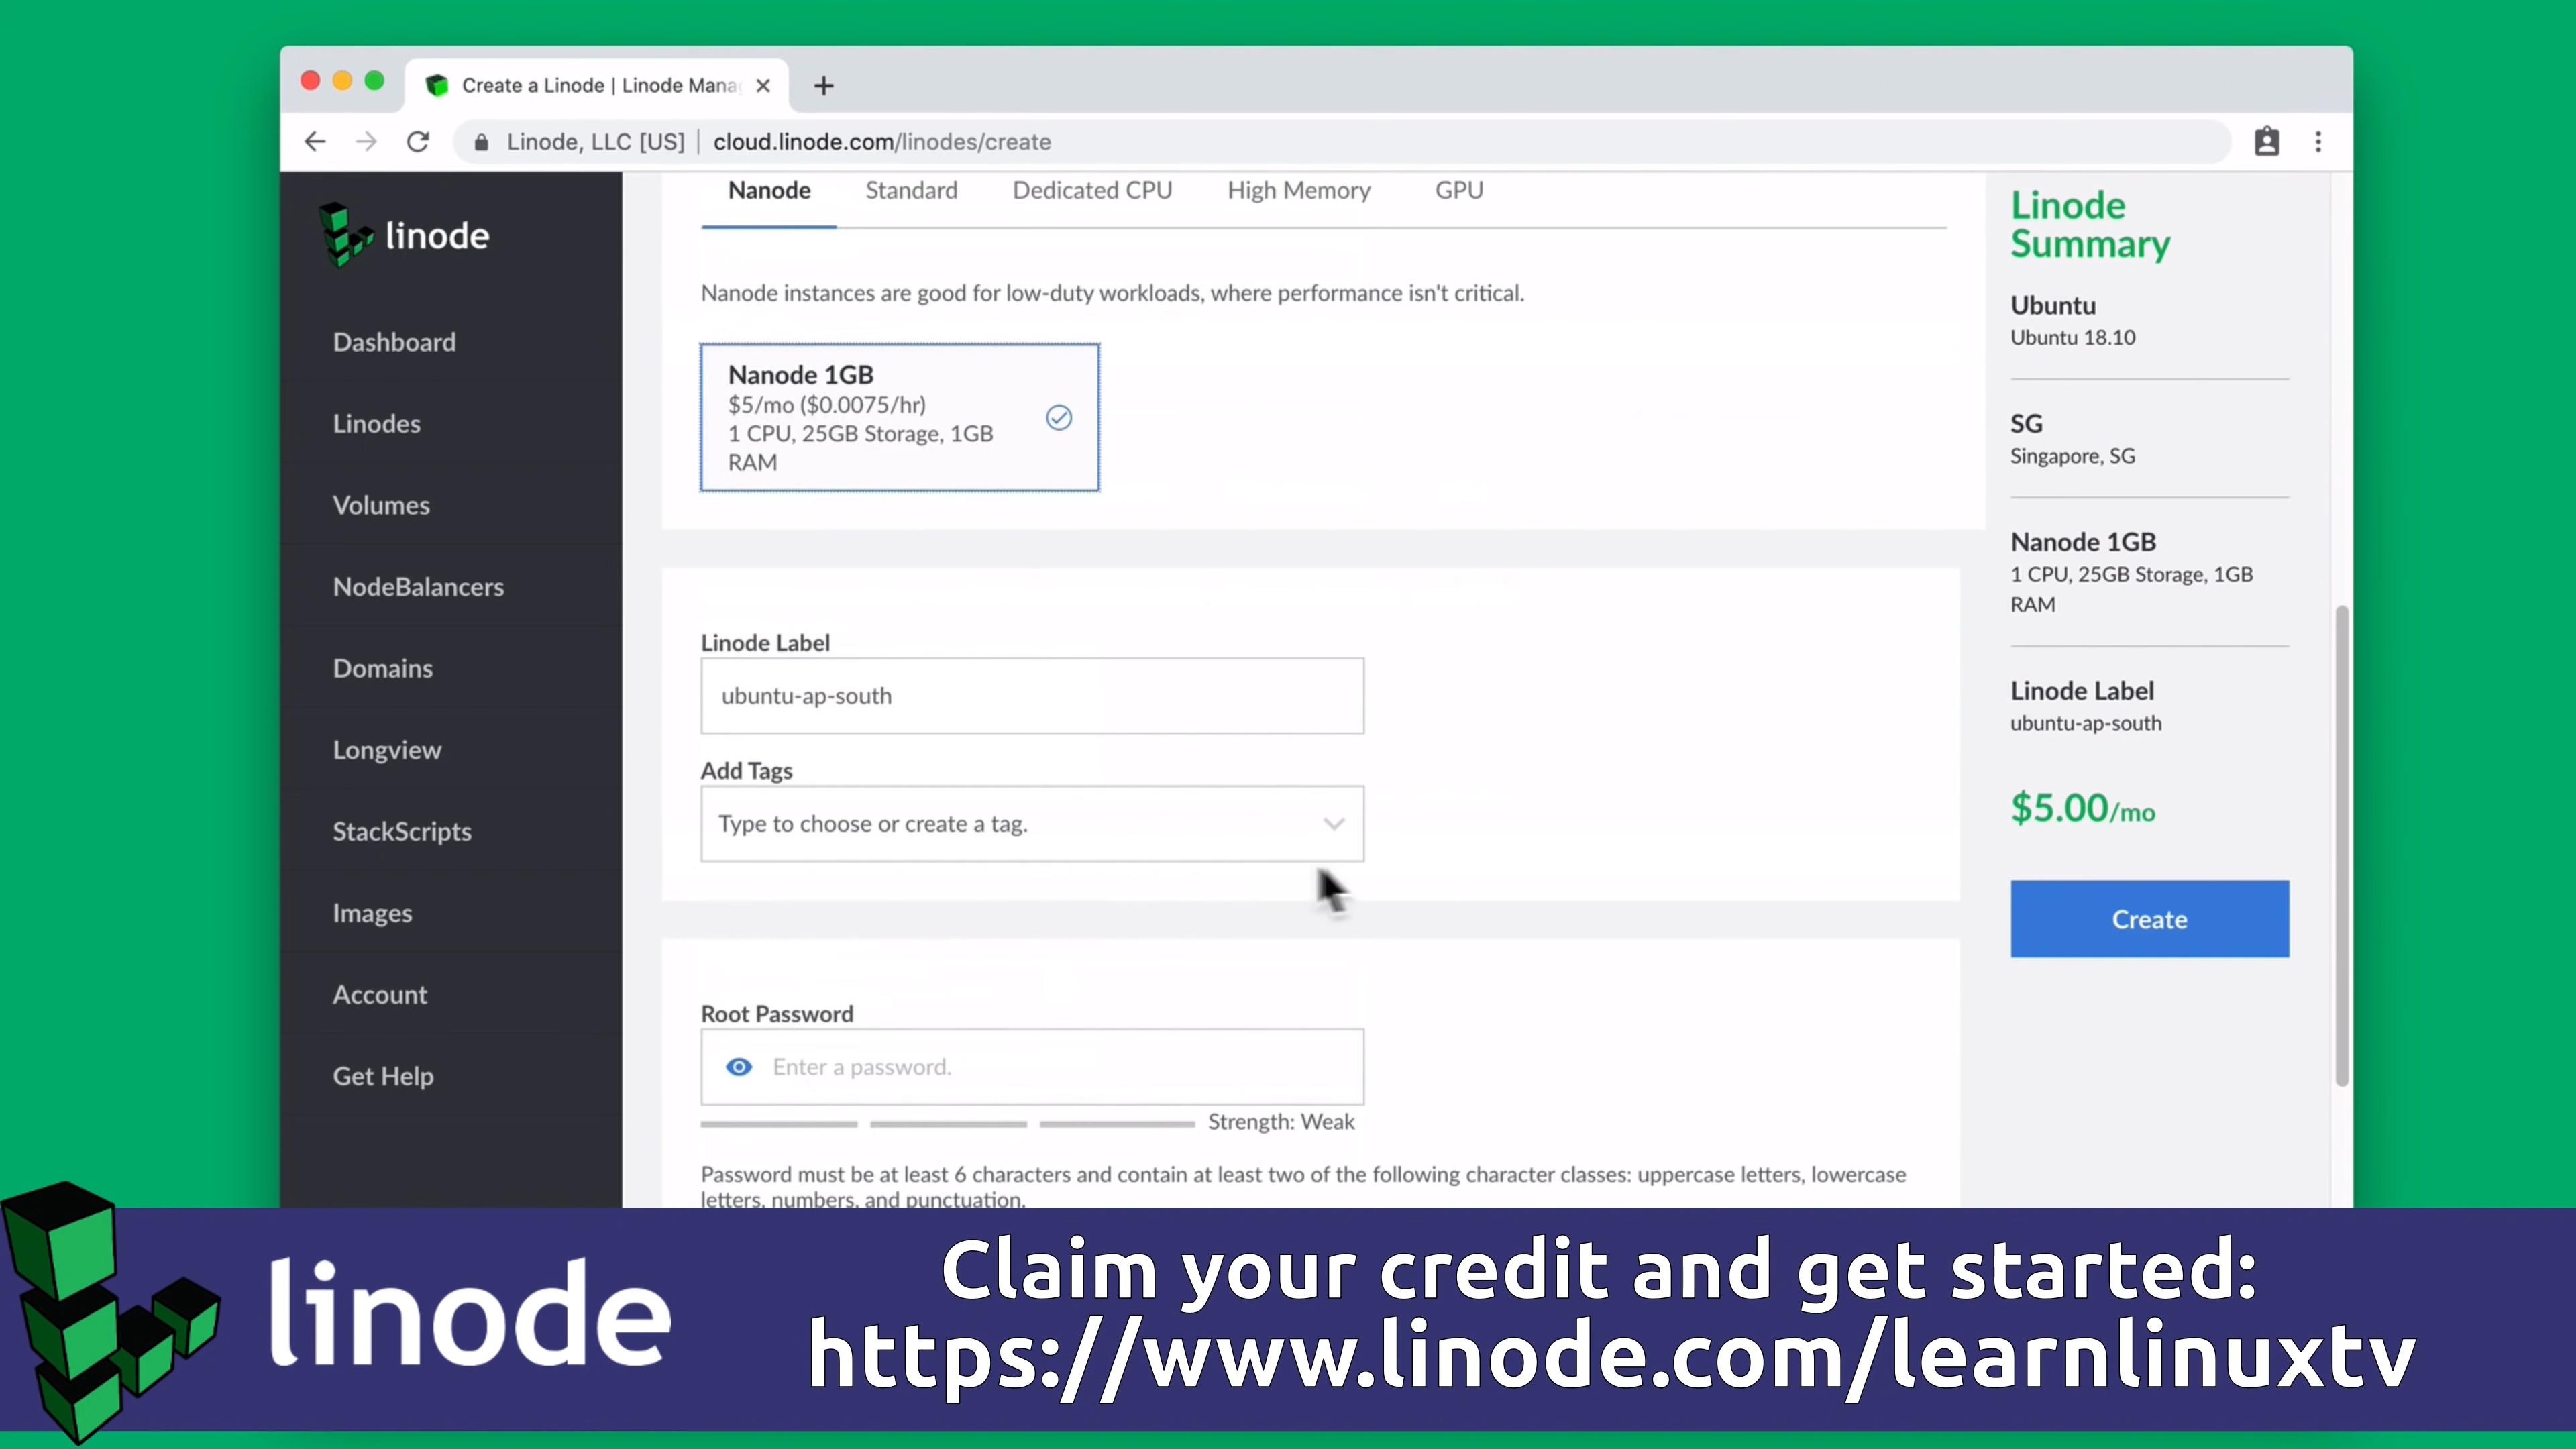 Create a Linode | Linode Mana
Linode, LLC [US] | cloud.linode.com/linodes/create
linode
Dashboard
Linodes
Volumes
NodeBalancers
Domains
Longview
StackScripts
Images
Account
Get Help
Nanode Standard Dedicated CPU High Memory GPU
Nanode instances are good for low-duty workloads, where performance isn't critical.
Nanode 1GB
$5/mo ($0.0075/hr)
1 CPU, 25GB Storage, 1GB
RAM
Linode Label
ubuntu-ap-south
Add Tags
Type to choose or create a tag.
Root Password
Enter a password.
Strength: Weak
Password must be at least 6 characters and contain at least two of the following character classes: uppercase letters, lowercase
letters, numbers, and punctuation.
Linode
Summary
Ubuntu
Ubuntu 18.10
SG
Singapore, SG
Nanode 1GB
1 CPU, 25GB Storage, 1GB
RAM
Linode Label
ubuntu-ap-south
$5.00/mo
Create
linode
Claim your credit and get started:
https://www.linode.com/learnlinuxtv